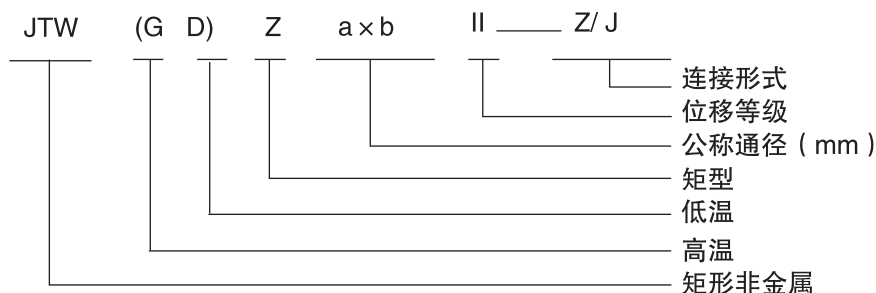 JTW (G D) Z a×b II Z/J
连接形式
位移等级
公称通径(mm)
矩型
低温
高温
矩形非金属